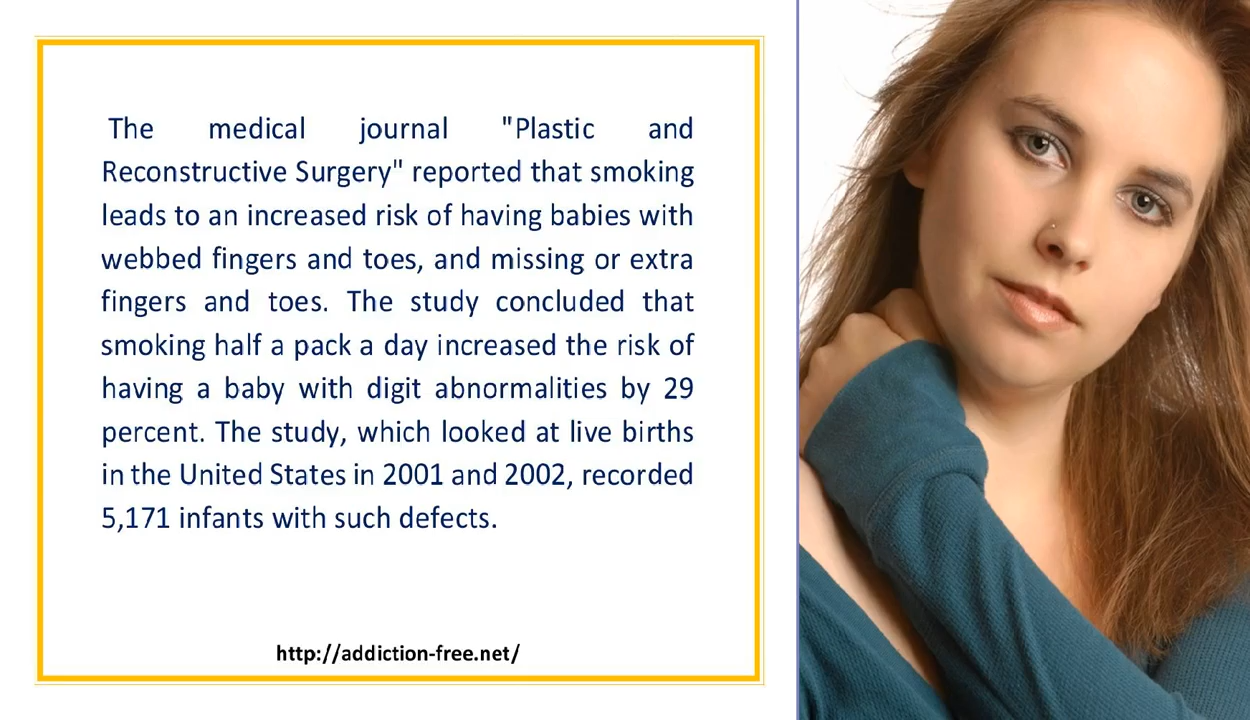 The medical journal "Plastic and
Reconstructive Surgery" reported that smoking
leads to an increased risk of having babies with
webbed fingers and toes, and missing or extra
fingers and toes. The study concluded that
smoking half a pack a day increased the risk of
having a baby with digit abnormalities by 29
percent. The study, which looked at live births
in the United States in 2001 and 2002, recorded
5,171 infants with such defects.
http://addiction-free.net/